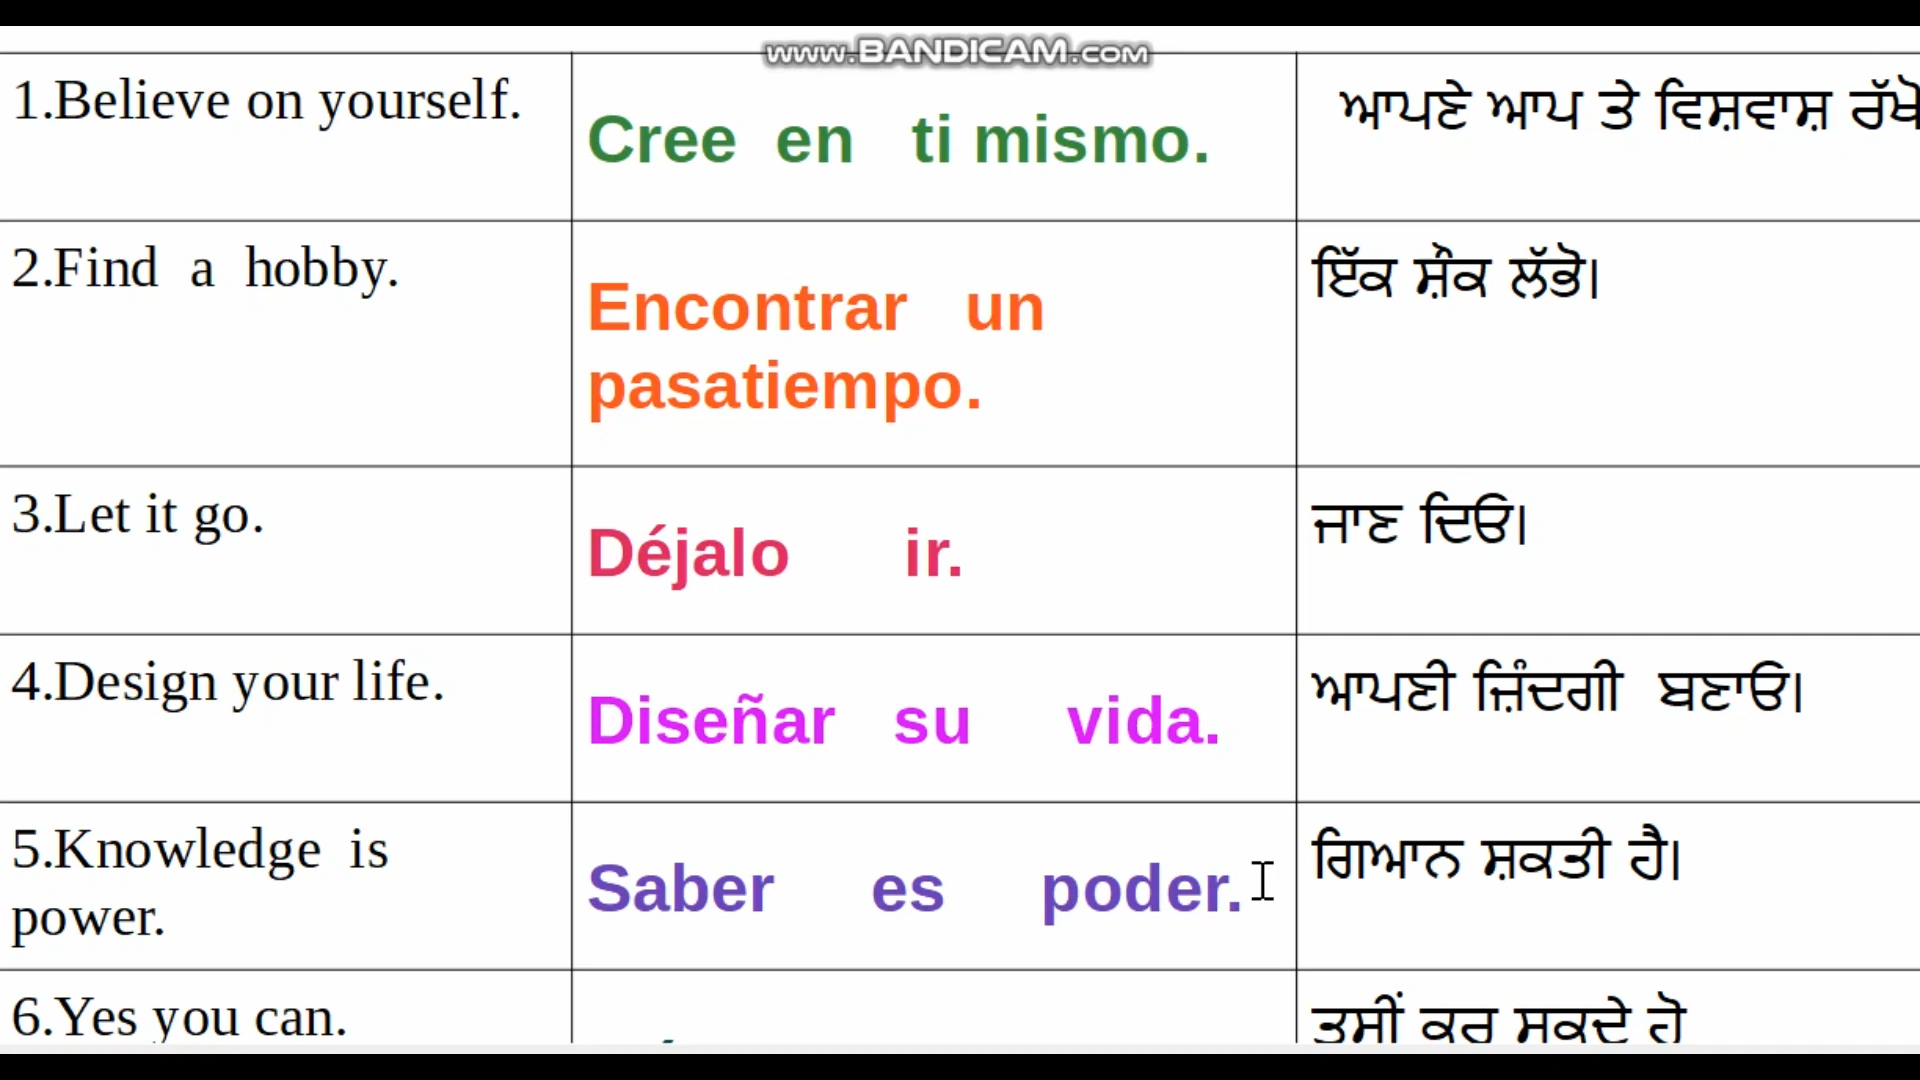 www.BANDICAM.com
1.Believe on yourself.
Cree en ti mismo.
ਆਪਣੇ ਆਪ ਤੇ ਵਿਸ਼ਵਾਸ਼ ਰੱਖੋ
2.Find a hobby.
Encontrar un
pasatiempo.
ਇੱਕ ਸ਼ੌਕ ਲੱਭੋ।
3.Let it go.
Déjalo ir.
ਜਾਣ ਦਿਓ।
4.Design your life.
Diseñar su vida.
ਆਪਣੀ ਜ਼ਿੰਦਗੀ ਬਣਾਓ।
5.Knowledge is
power.
Saber es poder.
ਗਿਆਨ ਸ਼ਕਤੀ ਹੈ।
6.Yes you can.
ਤੁਸੀਂ ਕਰ ਸਕਦੇ ਹੋ